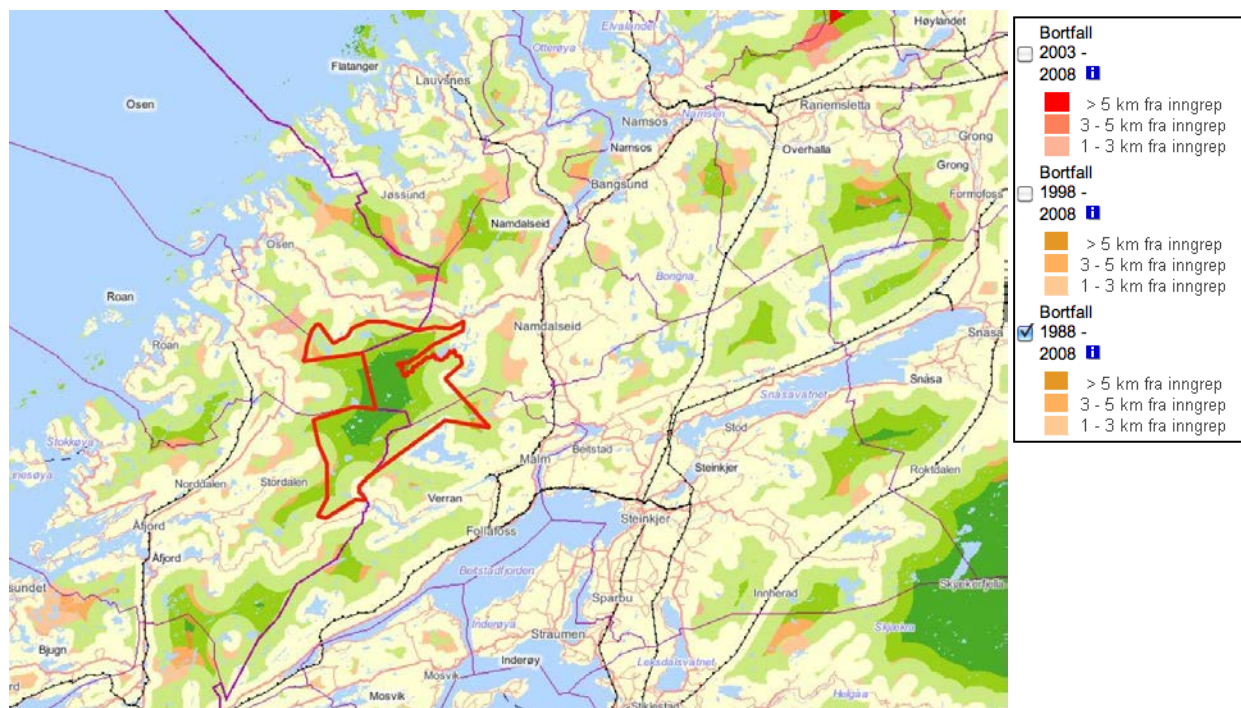 Elvalandet
Høylandet
Otterøya
Flatanger
Lauvsnes
Osen
Namsos
Namsen
Ranemsletta
Grong
Overhalla
Namsos
Grong
Bangsund
Formofoss
Jøssund
Namdalseid
Osen
Bongna
Roan
Namdalseid
Snåsa
Roan
Snåsa
Snåsavatnet
Stokkøya
Stod
Beitstad
Malm
Steinkjer
Roktdalen
Norddalen
Stordalen
Verran
Steinkjer
Åfjord
Follafoss
Åfjord
Beitstadfjorden
Skjækerfjella
sundet
Innherad
Sparbu
Inderøya
Straumen
Skjækra
Bjugn
Inderøy
Leksdalsvatnet
Mosvik
Mosvik
Helgåa
Stiklestad
Bortfall
2003 -
2008 i
> 5 km fra inngrep
3 - 5 km fra inngrep
1 - 3 km fra inngrep
Bortfall
1998 -
2008 i
> 5 km fra inngrep
3 - 5 km fra inngrep
1 - 3 km fra inngrep
Bortfall
1988 -
2008 i
> 5 km fra inngrep
3 - 5 km fra inngrep
1 - 3 km fra inngrep